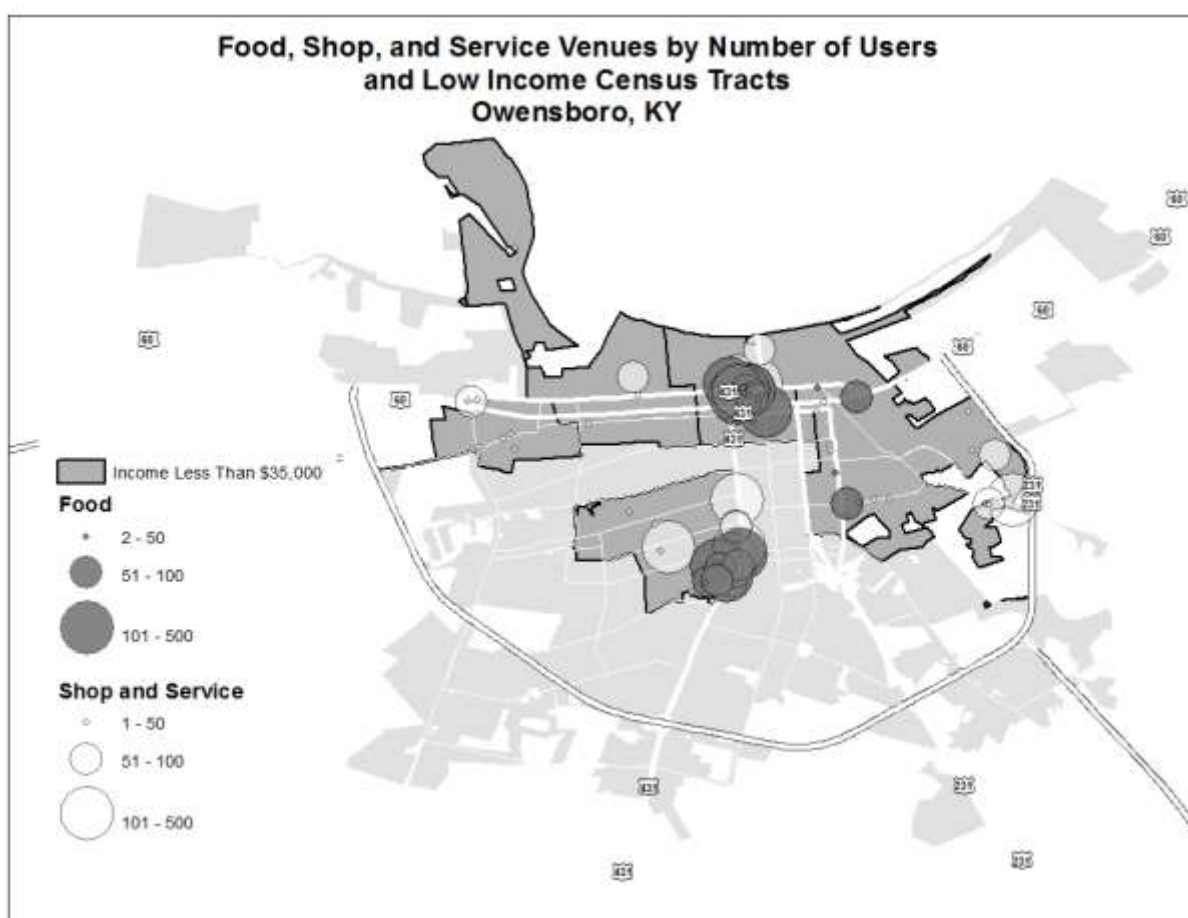 Food, Shop, and Service Venues by Number of Users
and Low Income Census Tracts
Owensboro, KY
60
60
60
60
60
60
431
431
431
231
231
Income Less Than $35,000
Food
2 - 50
51 - 100
101 - 500
Shop and Service
1 - 50
51 - 100
101 - 500
431
231
431
231